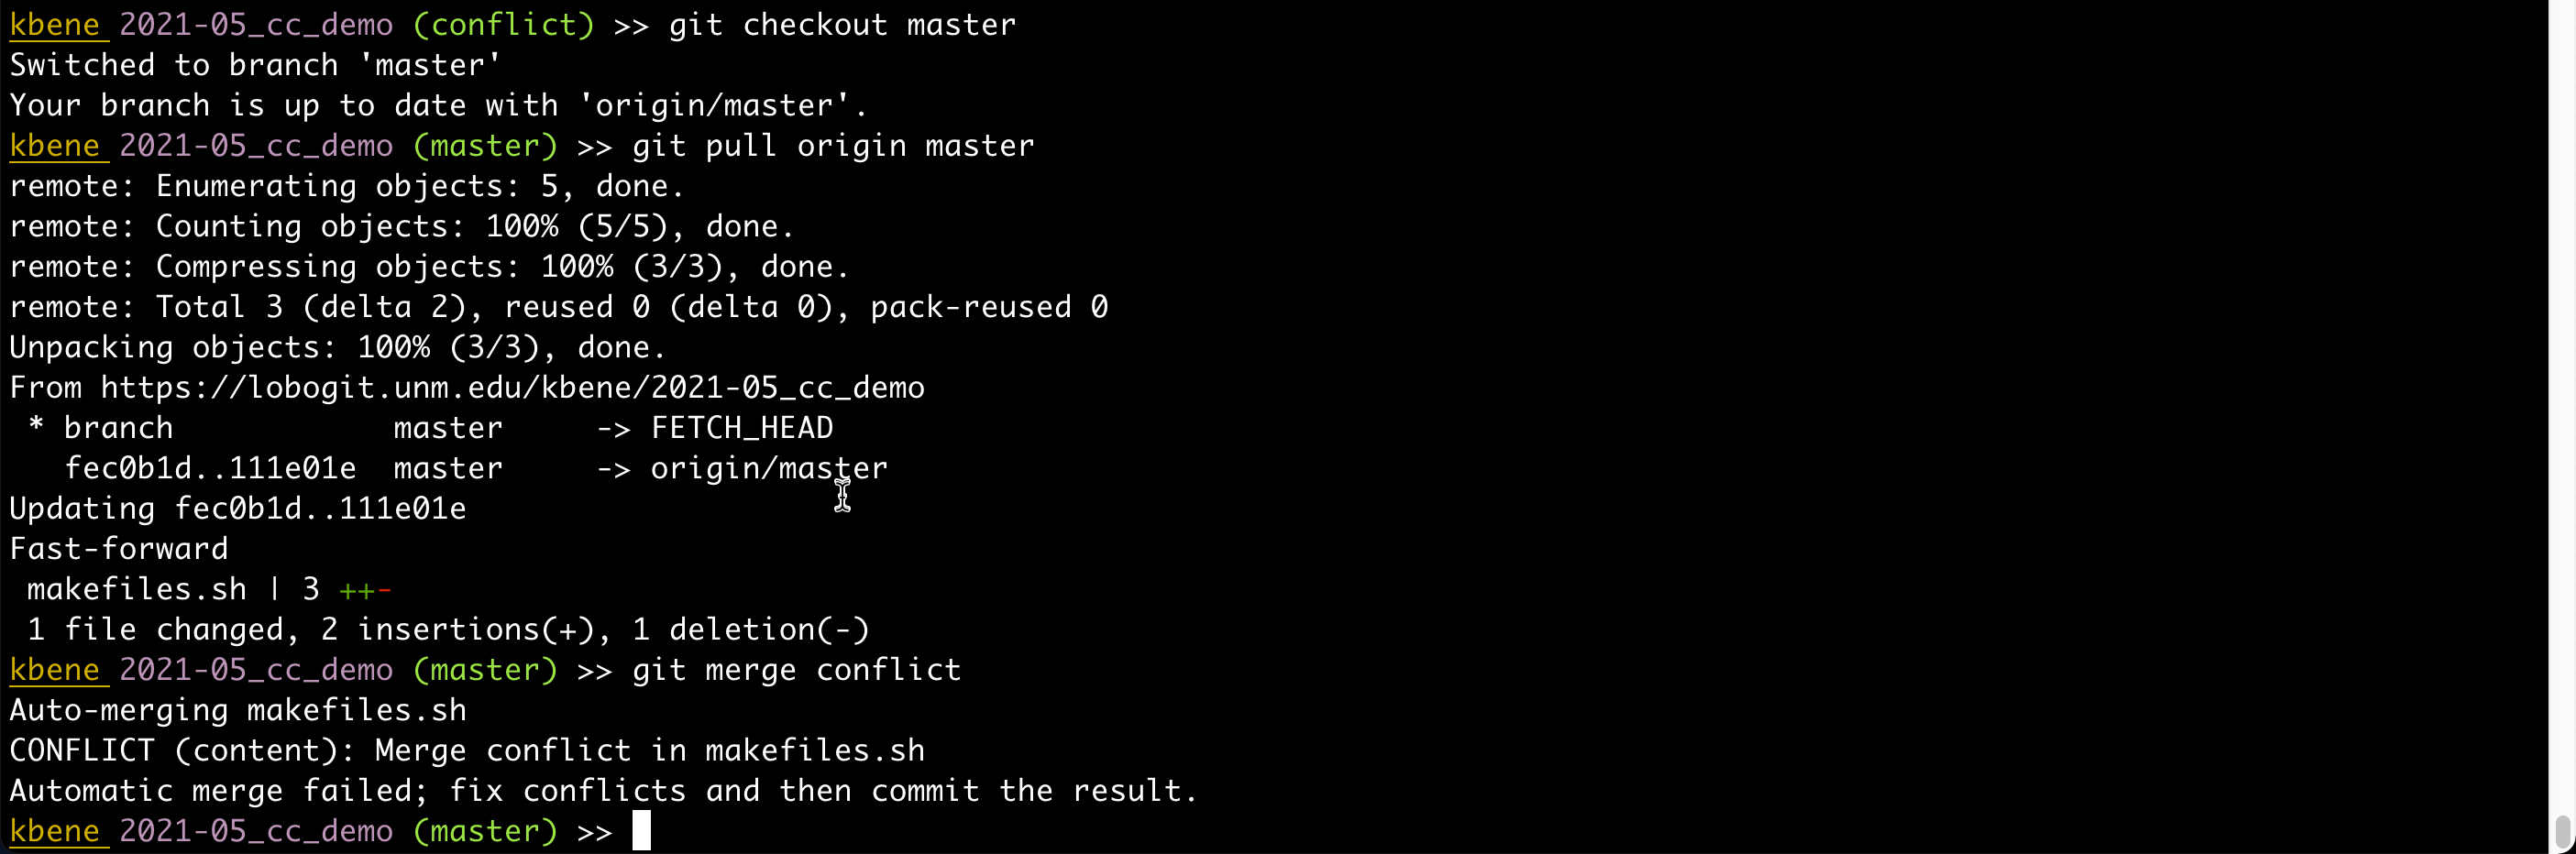 kbene 2021-05_cc_demo (conflict) >> git checkout master
Switched to branch 'master'
Your branch is up to date with 'origin/master'.
kbene 2021-05_cc_demo (master) >> git pull origin master
remote: Enumerating objects: 5, done.
remote: Counting objects: 100% (5/5), done.
remote: Compressing objects: 100% (3/3), done.
remote: Total 3 (delta 2), reused 0 (delta 0), pack-reused 0
Unpacking objects: 100% (3/3), done.
From https://lobogit.unm.edu/kbene/2021-05_cc_demo
 * branch            master     -> FETCH_HEAD
   fec0b1d..111e01e  master     -> origin/master
Updating fec0b1d..111e01e
Fast-forward
 makefiles.sh | 3 ++-
 1 file changed, 2 insertions(+), 1 deletion(-)
kbene 2021-05_cc_demo (master) >> git merge conflict
Auto-merging makefiles.sh
CONFLICT (content): Merge conflict in makefiles.sh
Automatic merge failed; fix conflicts and then commit the result.
kbene 2021-05_cc_demo (master) >>